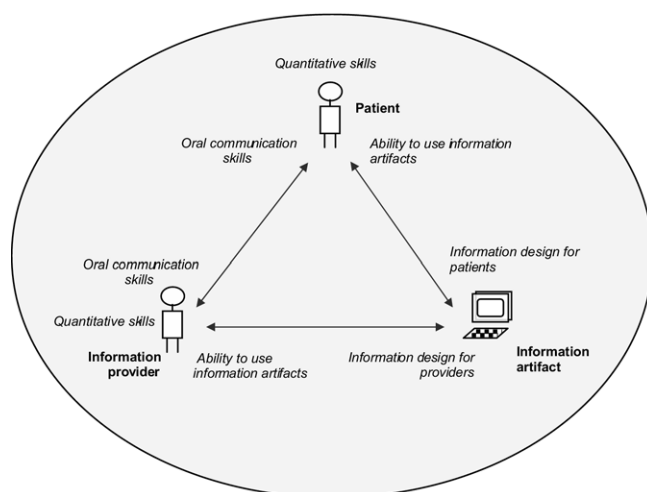 Quantitative skills
Patient
Oral communication
skills
Ability to use information
artifacts
Information design for
patients
Oral communication
skills
Quantitative skills
Information
provider
Ability to use
information artifacts
Information design for
providers
Information
artifact